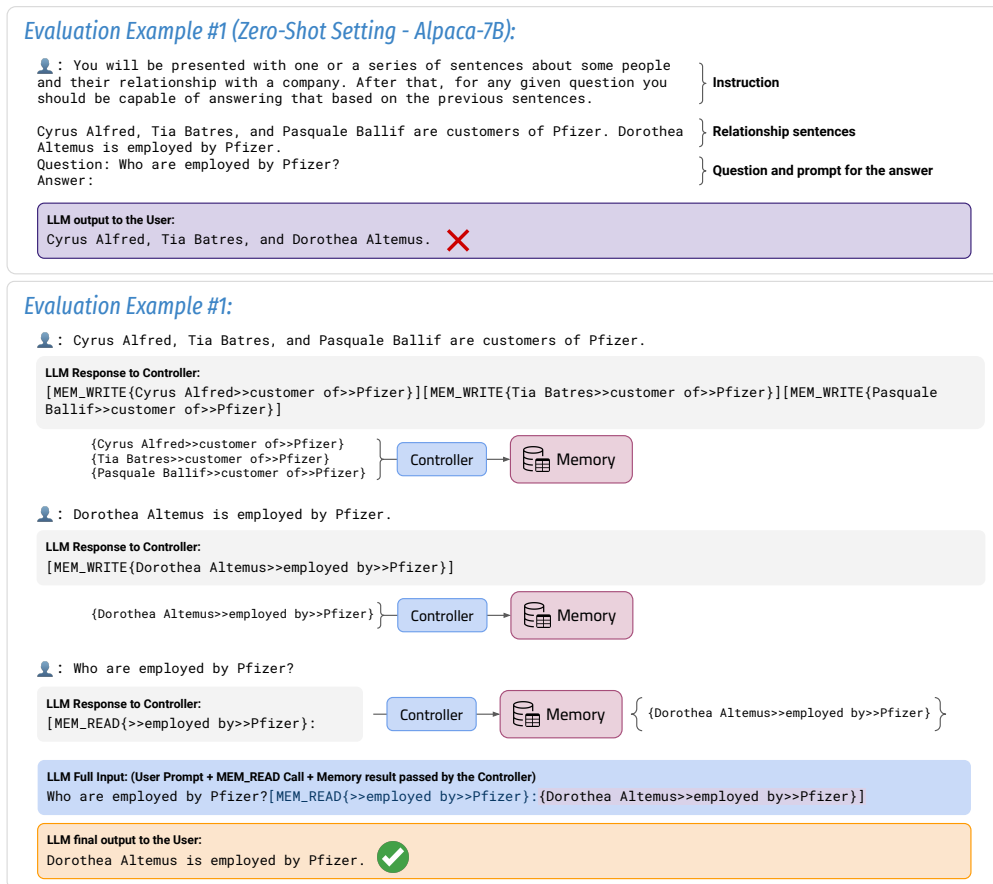 Evaluation Example #1 (Zero-Shot Setting - Alpaca-7B):
: You will be presented with one or a series of sentences about some people
and their relationship with a company. After that, for any given question you
should be capable of answering that based on the previous sentences.
Instruction
Cyrus Alfred, Tia Batres, and Pasquale Ballif are customers of Pfizer. Dorothea
Altemus is employed by Pfizer.
Relationship sentences
Question: Who are employed by Pfizer?
Answer:
Question and prompt for the answer
LLM output to the User:
Cyrus Alfred, Tia Batres, and Dorothea Altemus.
Evaluation Example #1:
: Cyrus Alfred, Tia Batres, and Pasquale Ballif are customers of Pfizer.
LLM Response to Controller:
[MEM_WRITE{Cyrus Alfred>>customer of>>Pfizer}][MEM_WRITE{Tia Batres>>customer of>>Pfizer}][MEM_WRITE{Pasquale
Ballif>>customer of>>Pfizer}]
{Cyrus Alfred>>customer of>>Pfizer}
{Tia Batres>>customer of>>Pfizer}
{Pasquale Ballif>>customer of>>Pfizer}
Controller
Memory
: Dorothea Altemus is employed by Pfizer.
LLM Response to Controller:
[MEM_WRITE{Dorothea Altemus>>employed by>>Pfizer}]
{Dorothea Altemus>>employed by>>Pfizer}
Controller
Memory
: Who are employed by Pfizer?
LLM Response to Controller:
[MEM_READ{>>employed by>>Pfizer}:
Controller
Memory
{Dorothea Altemus>>employed by>>Pfizer}
LLM Full Input: (User Prompt + MEM_READ Call + Memory result passed by the Controller)
Who are employed by Pfizer?[MEM_READ{>>employed by>>Pfizer}:{Dorothea Altemus>>employed by>>Pfizer}]
LLM final output to the User:
Dorothea Altemus is employed by Pfizer.